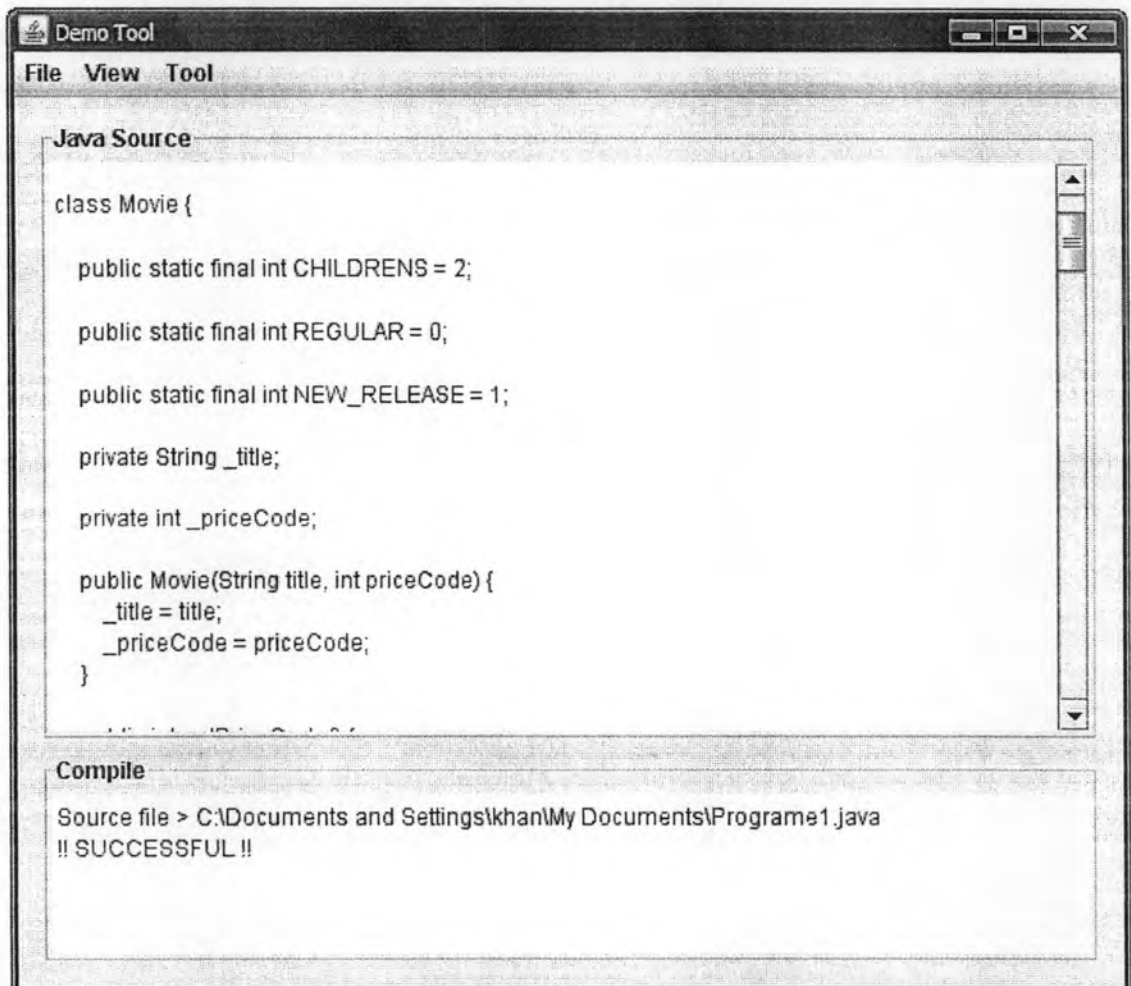 Demo Tool
File View Tool
Java Source
class Movie {
public static final int CHILDRENS = 2;
public static final int REGULAR = 0;
public static final int NEW_RELEASE = 1;
private String _title;
private int _priceCode;
public Movie(String title, int priceCode) {
_title = title;
_priceCode = priceCode;
}
Compile
Source file > C:\Documents and Settings\khan\My Documents\Programe1.java
!! SUCCESSFUL !!